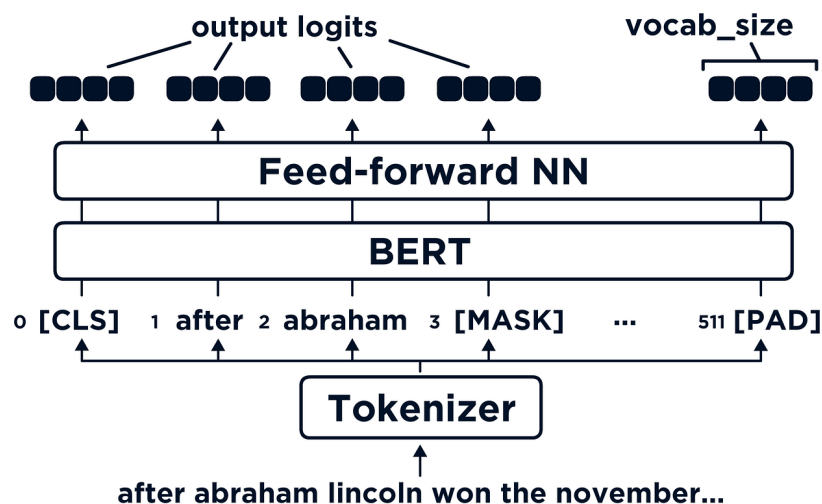 output logits vocab_size
Feed-forward NN
BERT
0 [CLS] 1 after 2 abraham 3 [MASK] ... 511 [PAD]
Tokenizer
after abraham lincoln won the november...